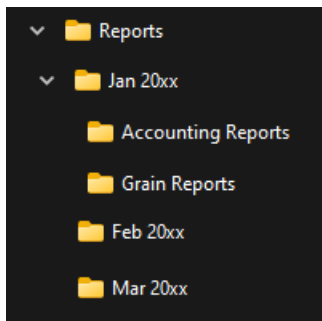 Reports
Jan 20xx
Accounting Reports
Grain Reports
Feb 20xx
Mar 20xx